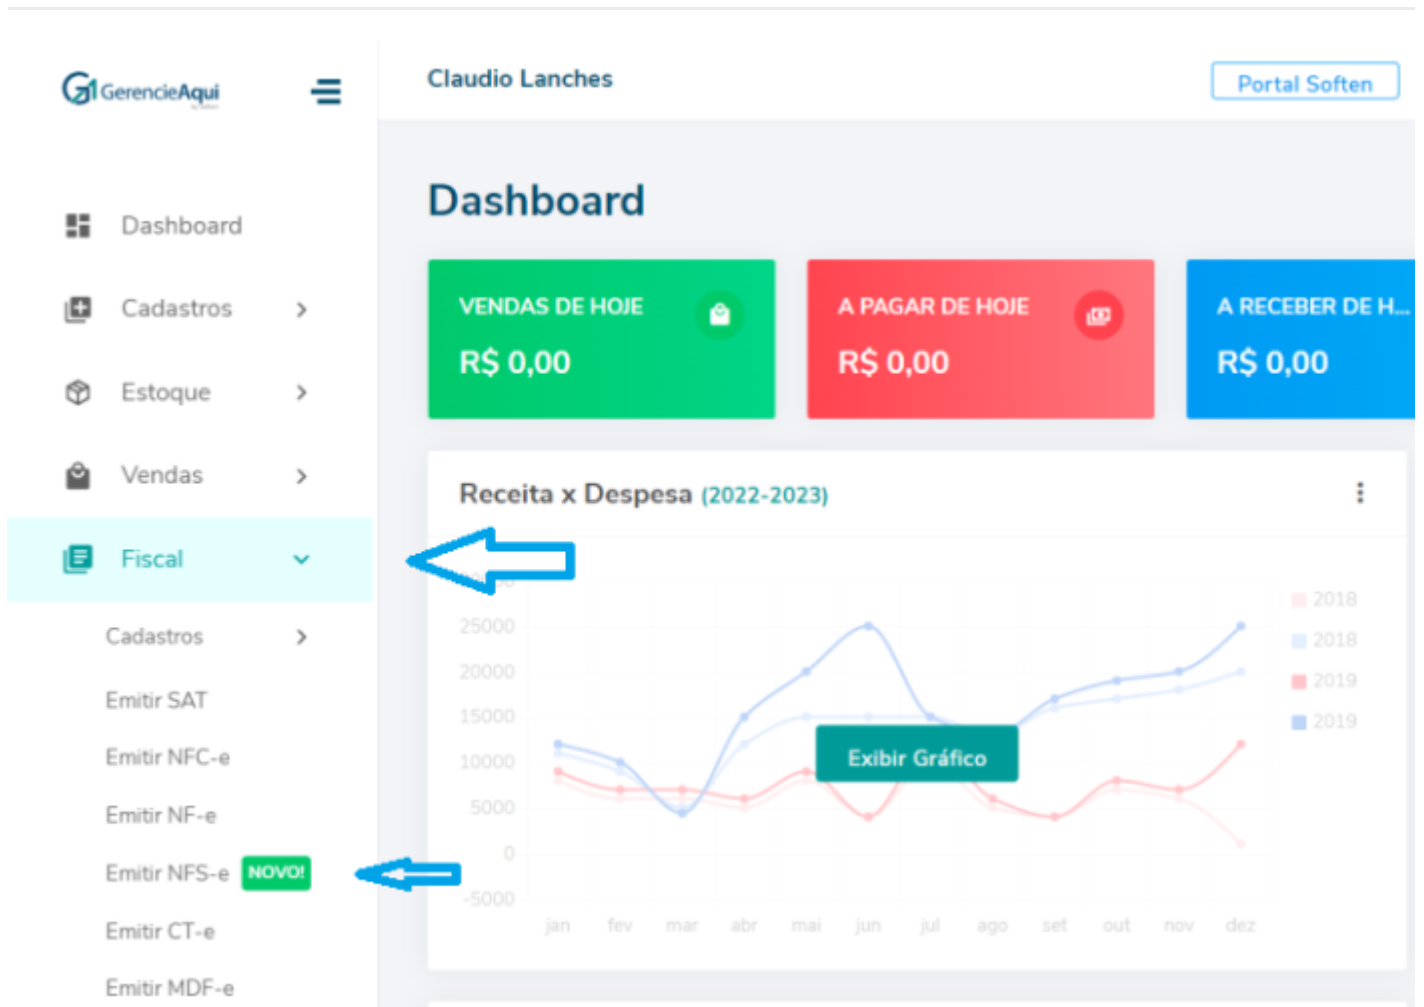 GerencieAqui
Claudio Lanches
Portal Soften
Dashboard
Cadastros
Estoque
Vendas
Fiscal
Cadastros
Emitir SAT
Emitir NFC-e
Emitir NF-e
Emitir NFS-e NOVO!
Emitir CT-e
Emitir MDF-e
Dashboard
VENDAS DE HOJE
R$ 0,00
A PAGAR DE HOJE
R$ 0,00
A RECEBER DE H...
R$ 0,00
Receita x Despesa (2022-2023)
25000
20000
15000
10000
5000
0
-5000
jan fev mar abr mai jun jul ago set out nov dez
Exibir Gráfico
2018
2018
2019
2019